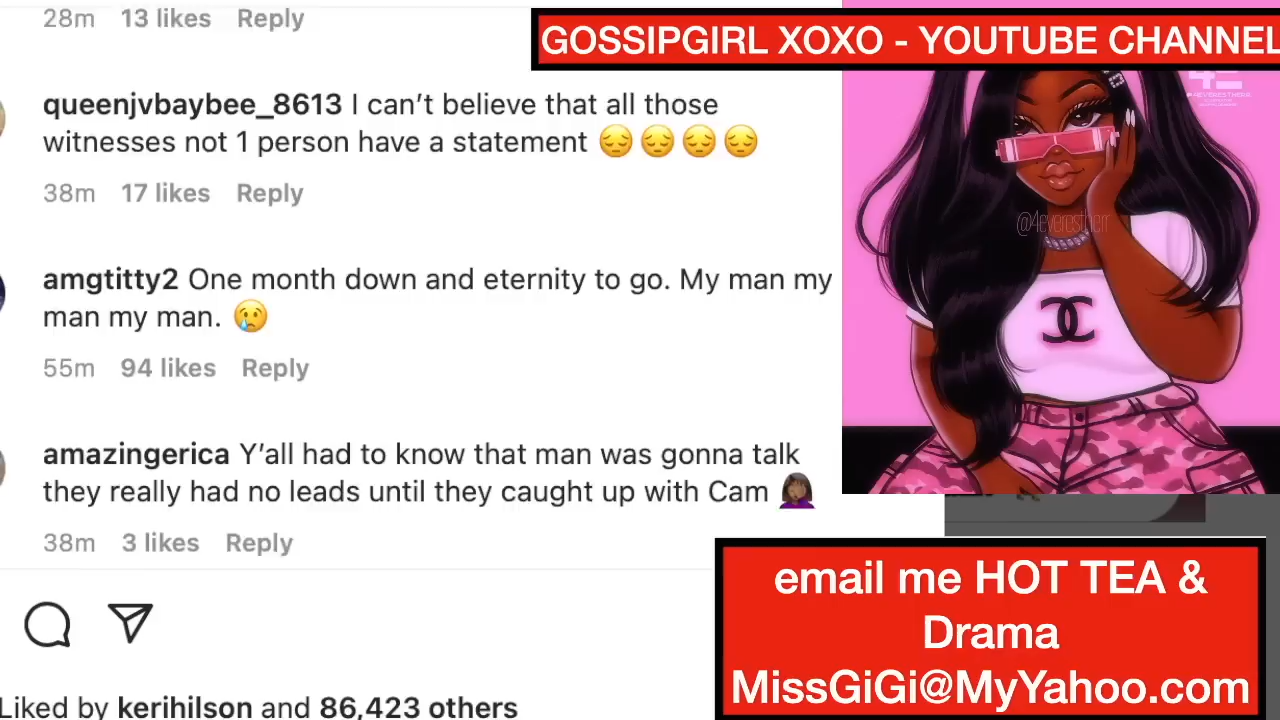 28m 13 likes Reply
GOSSIPGIRL XOXO - YOUTUBE CHANNEL
queenjvbaybee_8613 I can't believe that all those
witnesses not 1 person have a statement 😔 😔 😔 😔
38m 17 likes Reply
@4everestherr
amgtitty2 One month down and eternity to go. My man my
man my man. 😢
55m 94 likes Reply
amazingerica Y'all had to know that man was gonna talk
they really had no leads until they caught up with Cam 🤦🏾‍♀️
38m 3 likes Reply
email me HOT TEA &
Drama
MissGiGi@MyYahoo.com
Liked by kerihilson and 86,423 others